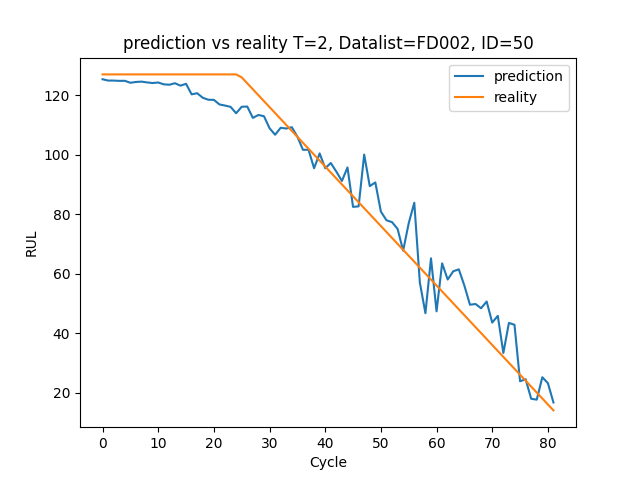 prediction vs reality T=2, Datalist=FD002, ID=50
prediction
reality
RUL
120
100
80
60
40
20
0 10 20 30 40 50 60 70 80
Cycle